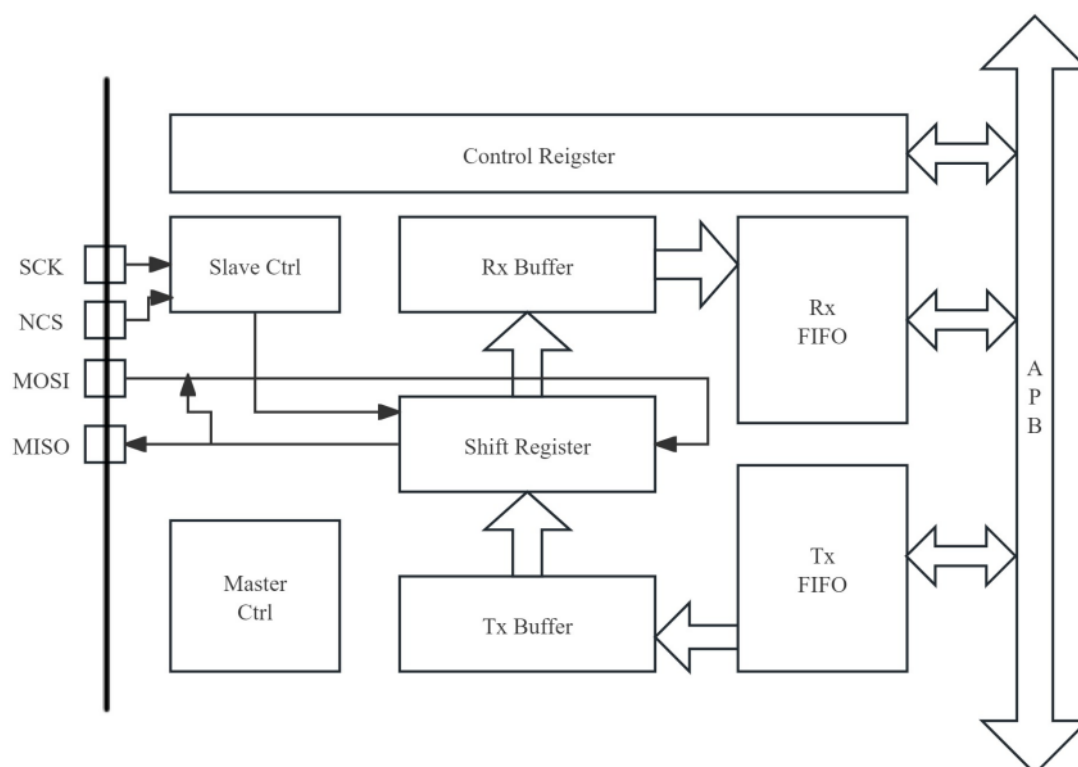 Control Reigster
SCK
Slave Ctrl
Rx Buffer
NCS
Rx
FIFO
MOSI
MISO
Shift Register
A
P
B
Master
Ctrl
Tx Buffer
Tx
FIFO